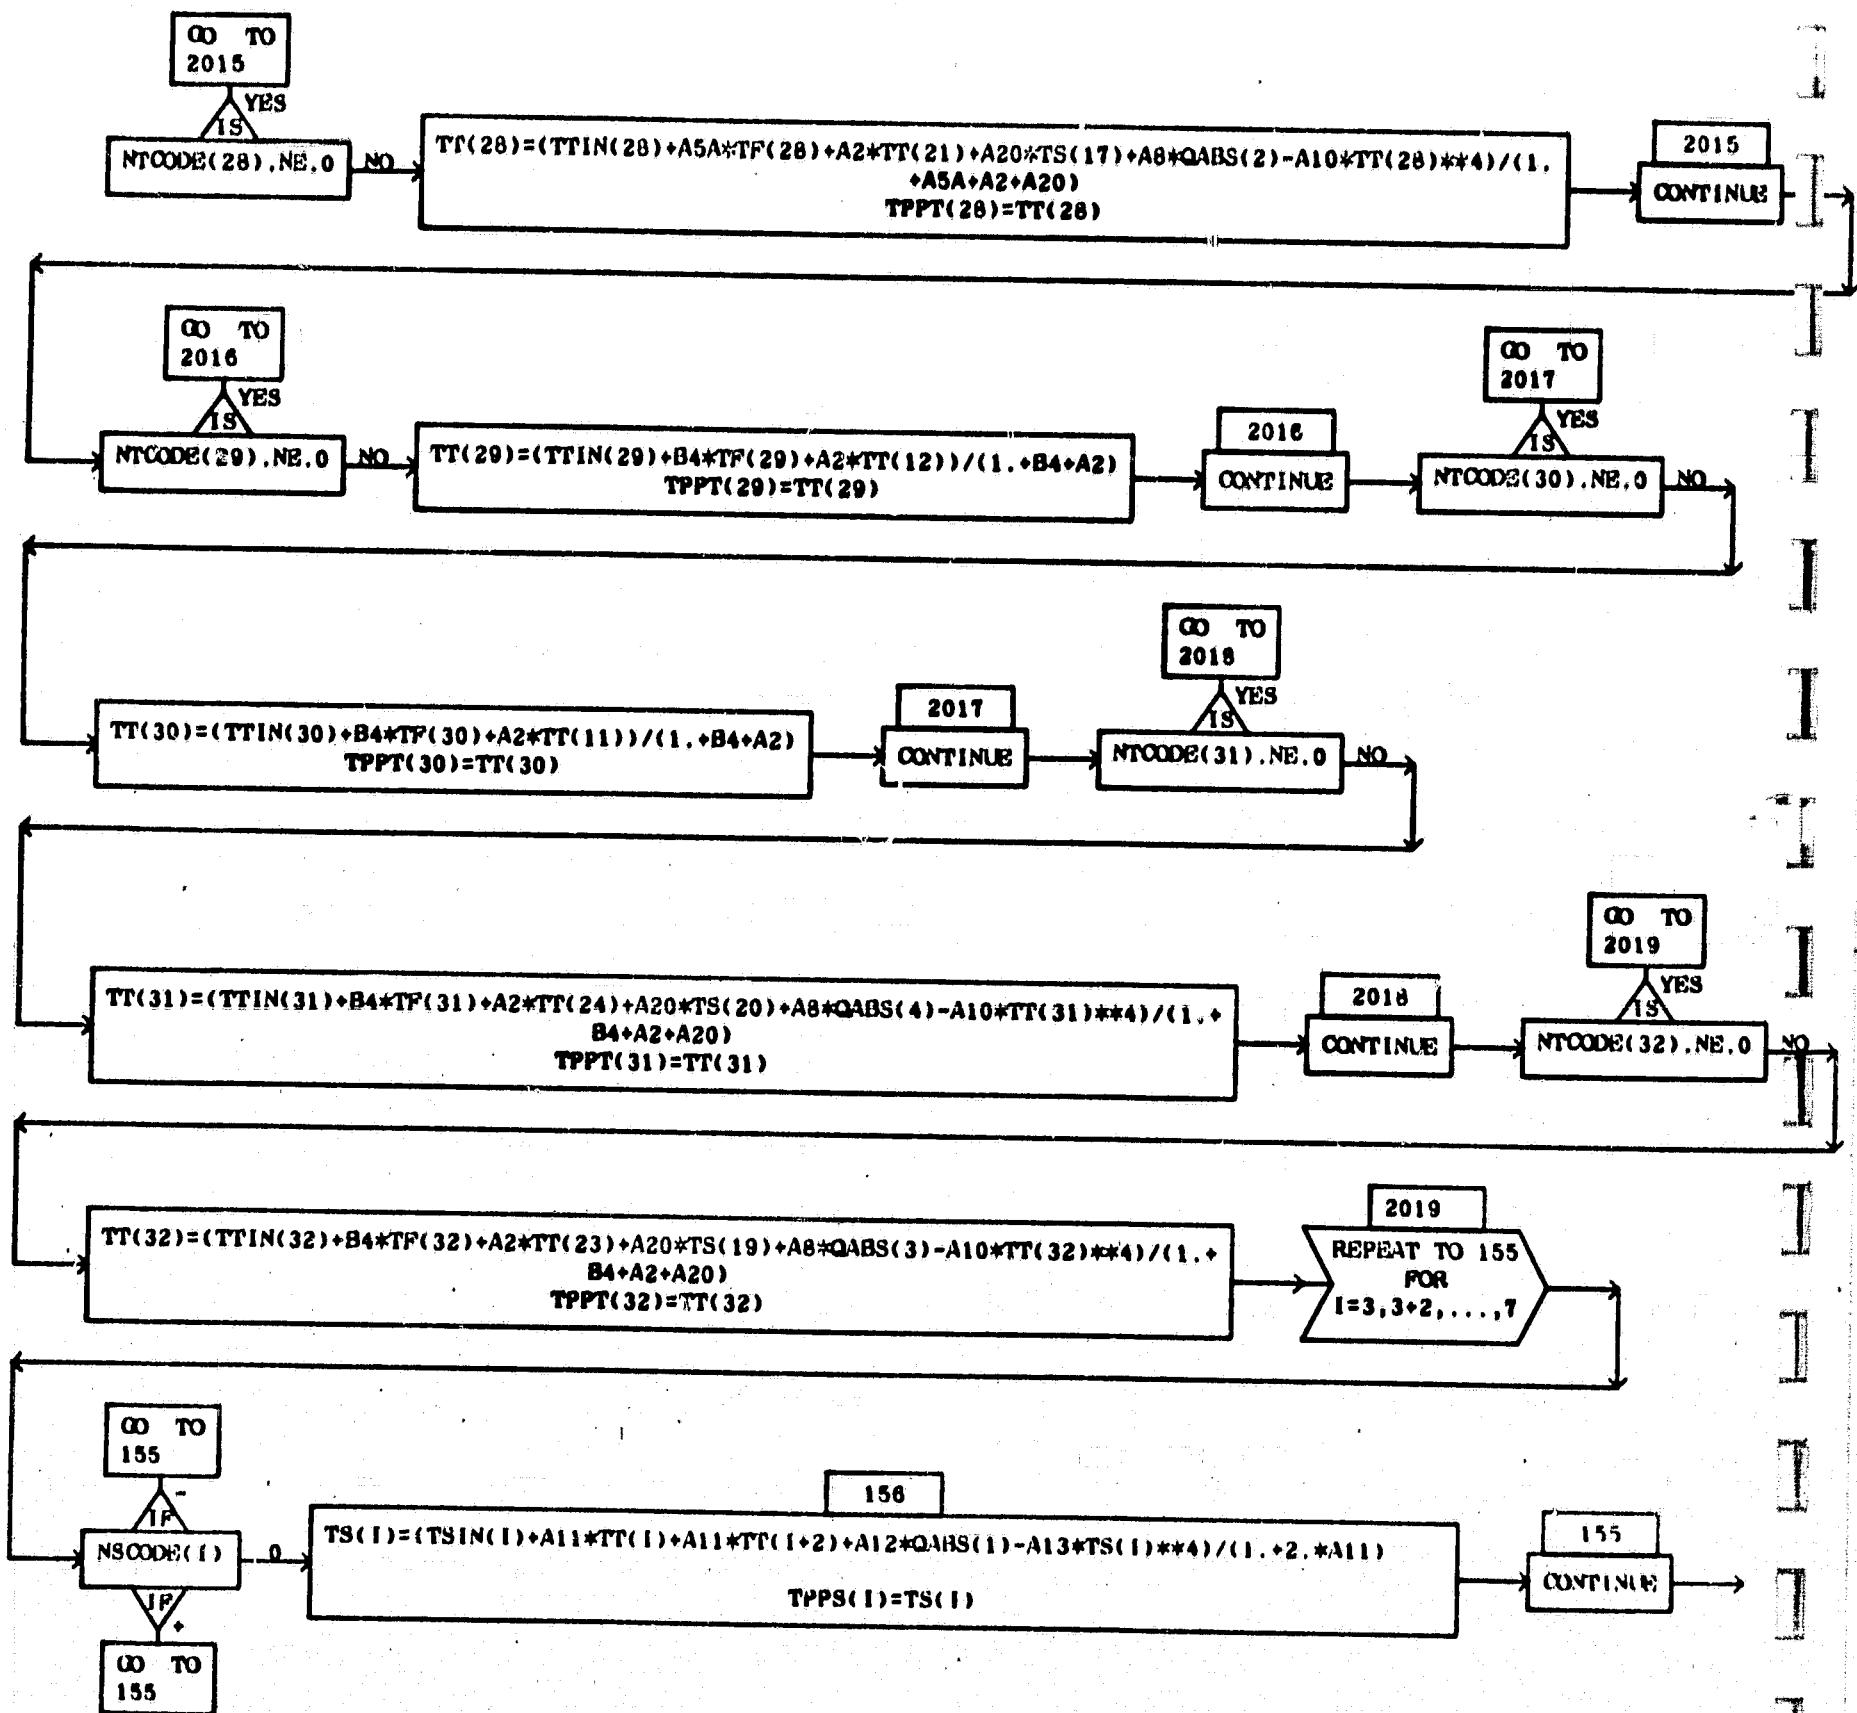 GO TO
2015
YES
IS
NTCODE(28).NE.0
NO
TT(28)=(TTIN(28)+A5A*TF(28)+A2*TT(21)+A20*TS(17)+A8*QABS(2)-A10*TT(28)**4)/(1.
+A5A+A2+A20)
TPPT(28)=TT(28)
2015
CONTINUE
GO TO
2016
YES
IS
NTCODE(29).NE.0
NO
TT(29)=(TTIN(29)+B4*TF(29)+A2*TT(12))/(1.+B4+A2)
TPPT(29)=TT(29)
2016
CONTINUE
GO TO
2017
YES
IS
NTCODE(30).NE.0
NO
TT(30)=(TTIN(30)+B4*TF(30)+A2*TT(11))/(1.+B4+A2)
TPPT(30)=TT(30)
2017
CONTINUE
GO TO
2018
YES
IS
NTCODE(31).NE.0
NO
TT(31)=(TTIN(31)+B4*TF(31)+A2*TT(24)+A20*TS(20)+A8*QABS(4)-A10*TT(31)**4)/(1.+
B4+A2+A20)
TPPT(31)=TT(31)
2018
CONTINUE
GO TO
2019
YES
IS
NTCODE(32).NE.0
NO
TT(32)=(TTIN(32)+B4*TF(32)+A2*TT(23)+A20*TS(19)+A8*QABS(3)-A10*TT(32)**4)/(1.+
B4+A2+A20)
TPPT(32)=TT(32)
2019
REPEAT TO 155
FOR
I=3,3+2,...,7
GO TO
155
-
IF
NSCODE(I)
0
IF
+
GO TO
155
156
TS(I)=(TSIN(I)+A11*TT(I)+A11*TT(I+2)+A12*QABS(1)-A13*TS(I)**4)/(1.+2.*A11)
TPPS(I)=TS(I)
155
CONTINUE